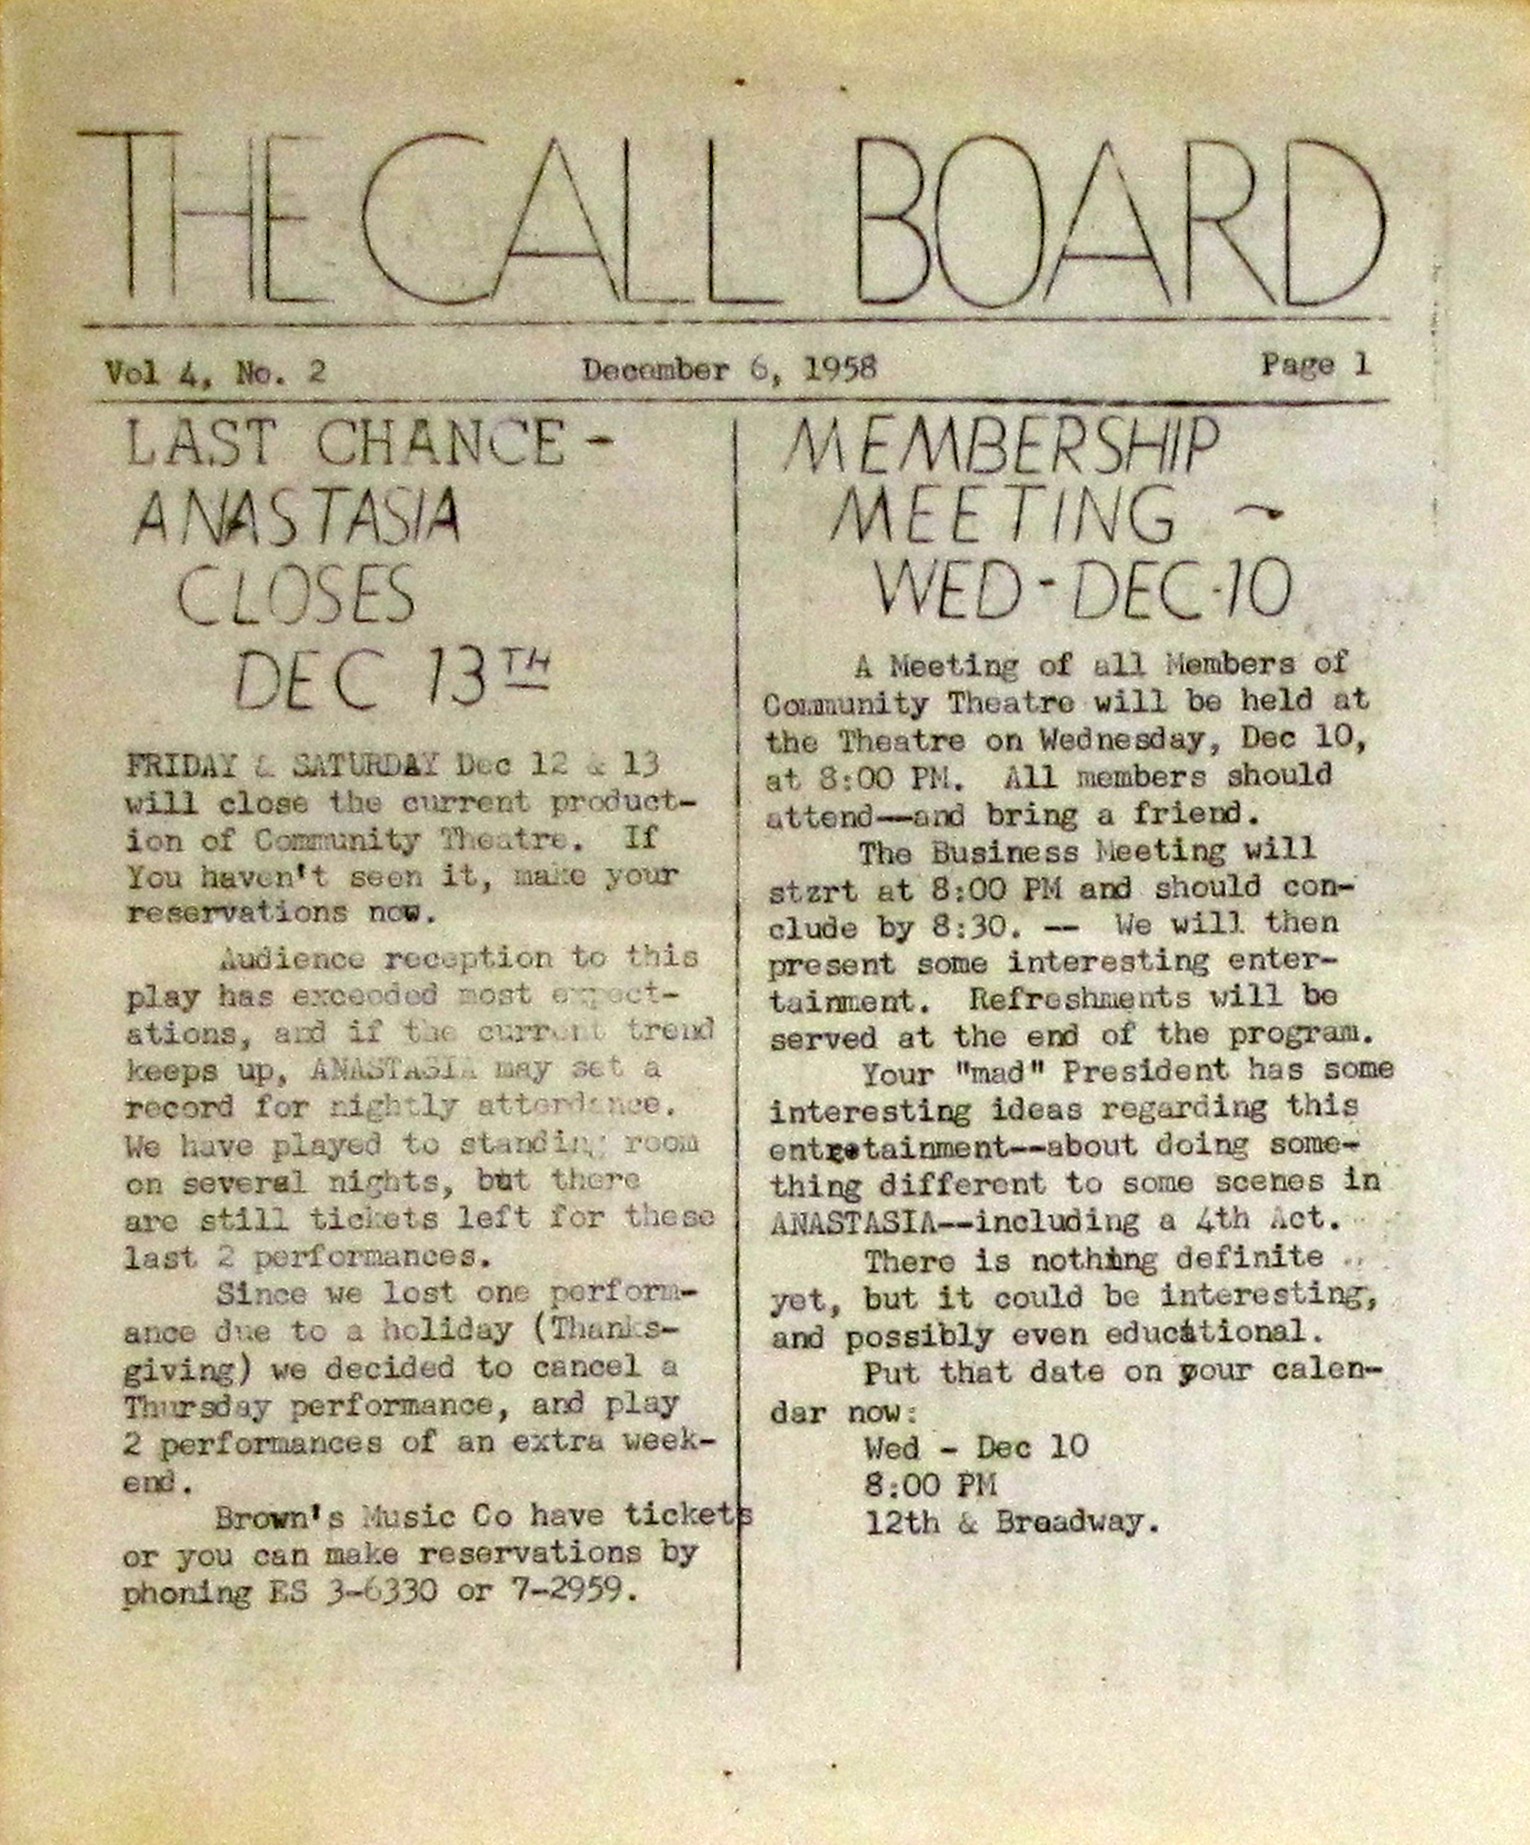 THE CALL BOARD
Vol 4, No. 2 December 6, 1958 Page 1
LAST CHANCE -
ANASTASIA
CLOSES
DEC 13TH
FRIDAY & SATURDAY Dec 12 & 13
will close the current product-
ion of Community Theatre. If
You haven't seen it, make your
reservations now.
Audience reception to this
play has exceeded most expect-
ations, and if the current trend
keeps up, ANASTASIA may set a
record for nightly attendance.
We have played to standing room
on several nights, but there
are still tickets left for these
last 2 performances.
Since we lost one perform-
ance due to a holiday (Thanks-
giving) we decided to cancel a
Thursday performance, and play
2 performances of an extra week-
end.
Brown's Music Co have tickets
or you can make reservations by
phoning ES 3-6330 or 7-2959.
MEMBERSHIP
MEETING ~
WED - DEC-10
A Meeting of all Members of
Community Theatre will be held at
the Theatre on Wednesday, Dec 10,
at 8:00 PM. All members should
attend--and bring a friend.
The Business Meeting will
stzrt at 8:00 PM and should con-
clude by 8:30. -- We will then
present some interesting enter-
tainment. Refreshments will be
served at the end of the program.
Your "mad" President has some
interesting ideas regarding this
entretainment--about doing some-
thing different to some scenes in
ANASTASIA--including a 4th Act.
There is nothing definite
yet, but it could be interesting,
and possibly even educational.
Put that date on your calen-
dar now:
Wed - Dec 10
8:00 PM
12th & Broadway.